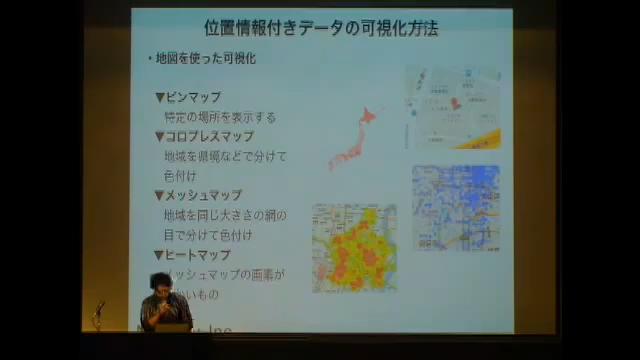 位置情報付きデータの可視化方法
・地図を使った可視化
▼ピンマップ
特定の場所を表示する
▼コロプレスマップ
地域を県境などで分けて
色付け
▼メッシュマップ
地域を同じ大きさの網の
目で分けて色付け
▼ヒートマップ
メッシュマップの画素が
いもの
Inc